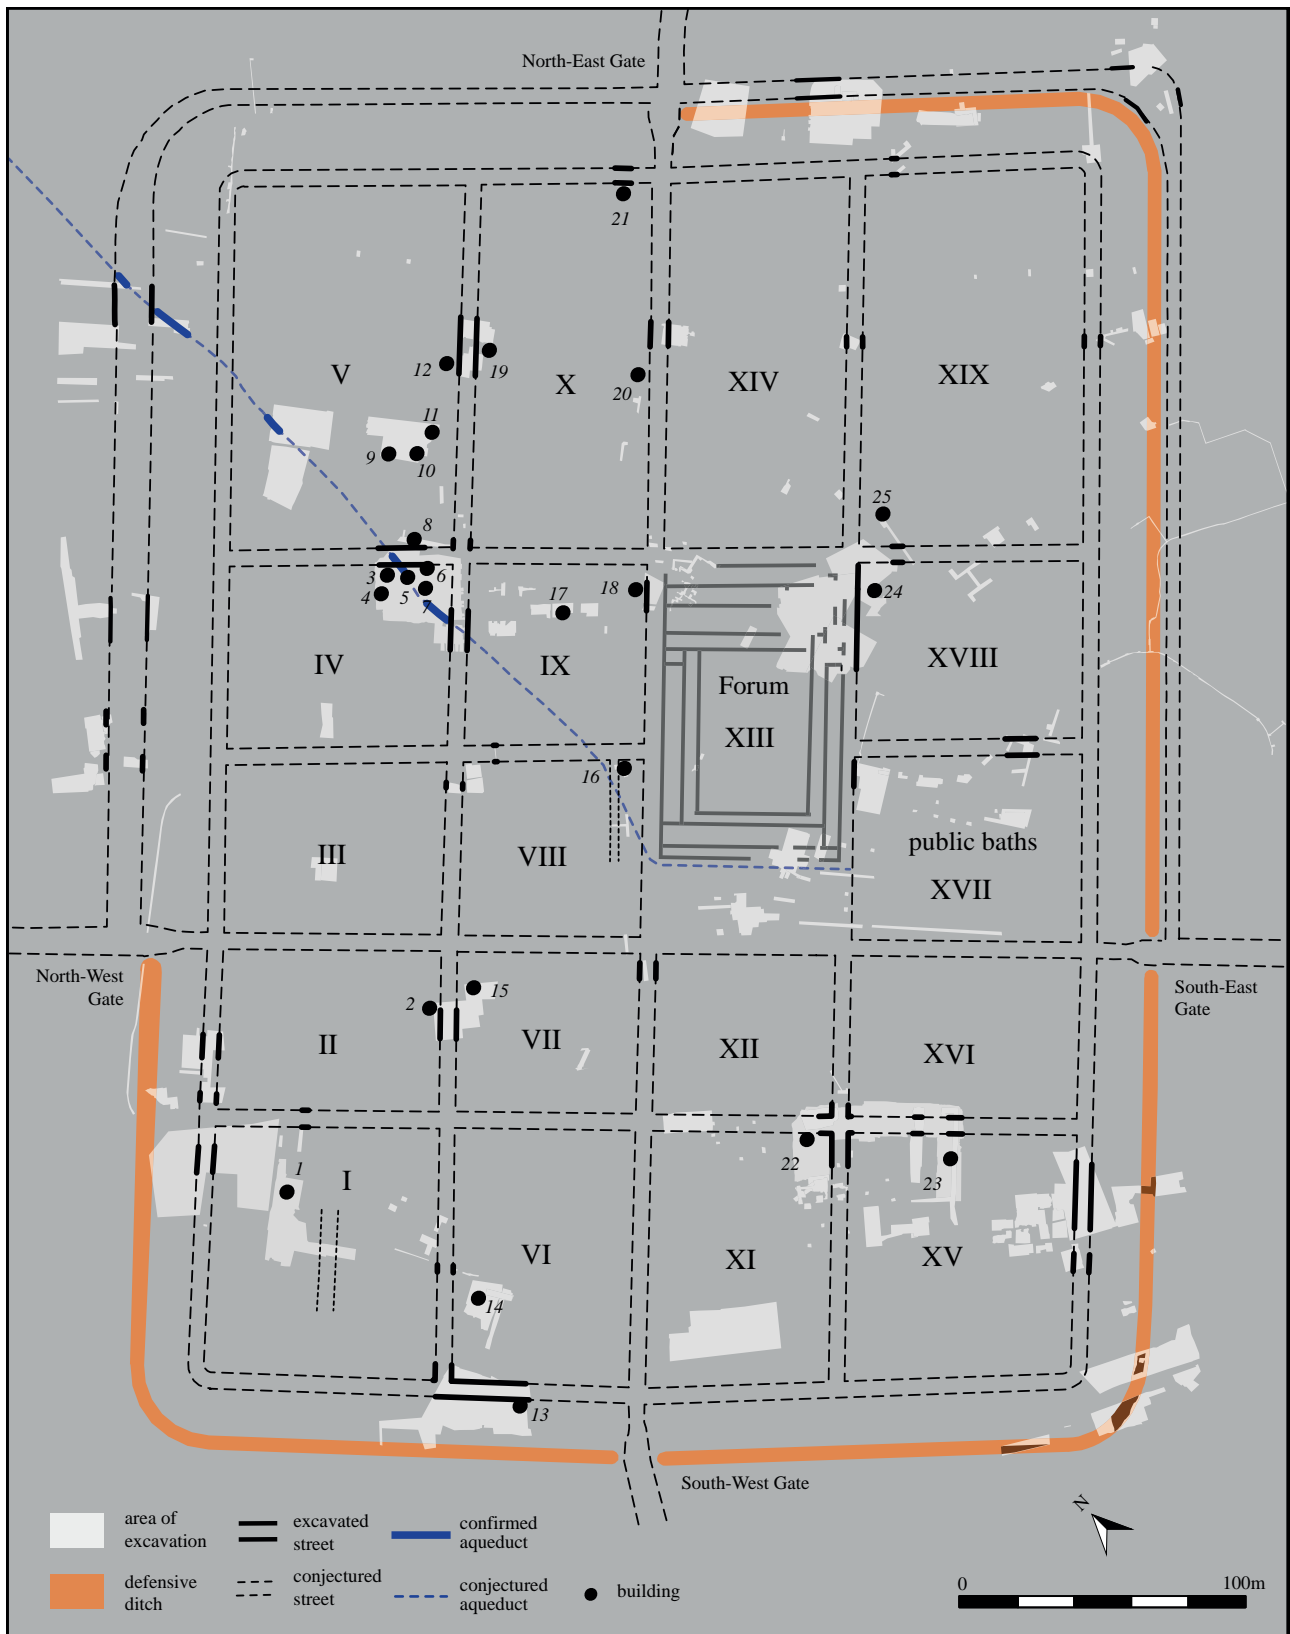 North-East Gate
21
V
12
19
X
20
XIV
XIX
11
9
10
25
8
3
6
4
5
7
17
18
24
IV
IX
Forum
XVIII
XIII
16
III
VIII
public baths
XVII
North-West
Gate
South-East
Gate
2
15
II
VII
XII
XVI
1
I
22
23
VI
XI
XV
14
13
South-West Gate
N
area of
excavation
excavated
street
confirmed
aqueduct
defensive
ditch
conjectured
street
conjectured
aqueduct
building
0
100m